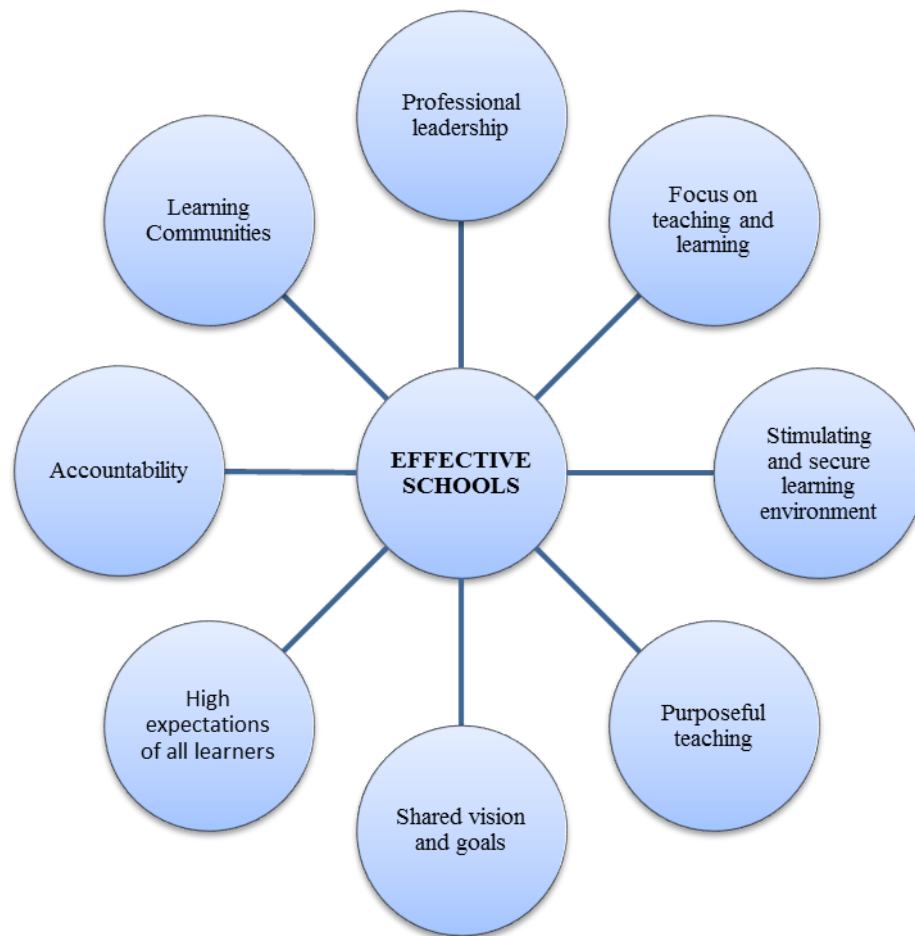 Professional
leadership
Focus on
teaching and
learning
Stimulating
and secure
learning
environment
Purposeful
teaching
Shared vision
and goals
High
expectations
of all learners
Accountability
Learning
Communities
EFFECTIVE
SCHOOLS